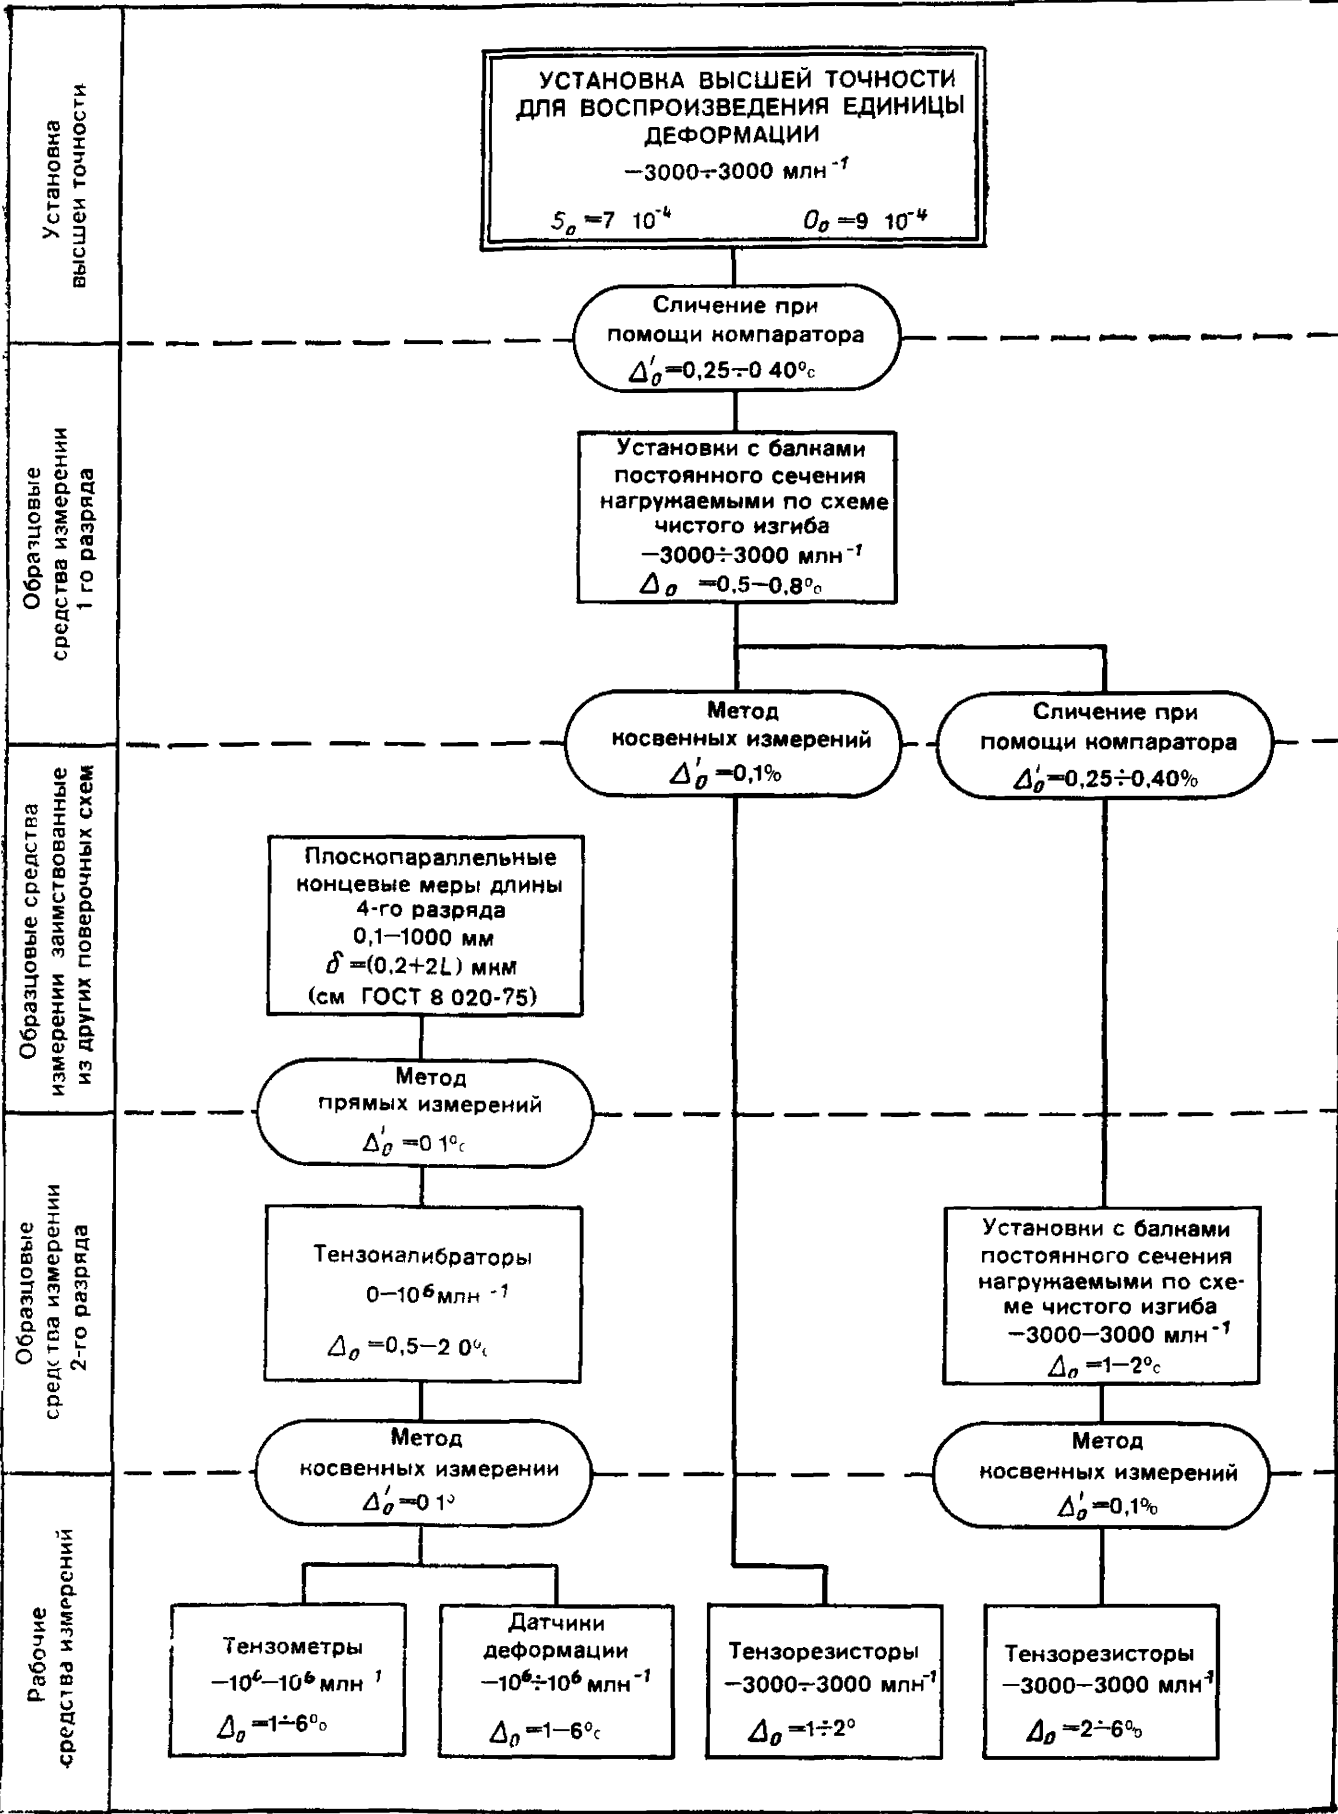 Установка
высшей точности
УСТАНОВКА ВЫСШЕЙ ТОЧНОСТИ
ДЛЯ ВОСПРОИЗВЕДЕНИЯ ЕДИНИЦЫ
ДЕФОРМАЦИИ
—3000÷3000 млн⁻¹
S₀=7 10⁻⁴ Θ₀=9 10⁻⁴
Сличение при
помощи компаратора
Δ′₀=0,25÷0 40%
Образцовые
средства измерении
1 го разряда
Установки с балками
постоянного сечения
нагружаемыми по схеме
чистого изгиба
—3000÷3000 млн⁻¹
Δ₀ =0,5—0,8%
Метод
косвенных измерений
Δ′₀=0,1%
Сличение при
помощи компаратора
Δ′₀=0,25÷0,40%
Образцовые средства
измерении заимствованные
из других поверочных схем
Плоскопараллельные
концевые меры длины
4-го разряда
0,1—1000 мм
δ=(0,2+2L) мкм
(см ГОСТ 8 020-75)
Метод
прямых измерений
Δ′₀=0 1%
Образцовые
средства измерении
2-го разряда
Тензокалибраторы
0—10⁶ млн⁻¹
Δ₀=0,5—2 0%
Установки с балками
постоянного сечения
нагружаемыми по схе-
ме чистого изгиба
—3000—3000 млн⁻¹
Δ₀=1—2%
Метод
косвенных измерении
Δ′₀=0 1%
Метод
косвенных измерений
Δ′₀=0,1%
Рабочие
средства измерений
Тензометры
—10⁶—10⁶ млн ¹
Δ₀=1÷6%
Датчики
деформации
—10⁶÷10⁶ млн⁻¹
Δ₀=1—6%
Тензорезисторы
—3000÷3000 млн⁻¹
Δ₀=1÷2%
Тензорезисторы
—3000—3000 млн⁻¹
Δ₀=2÷6%